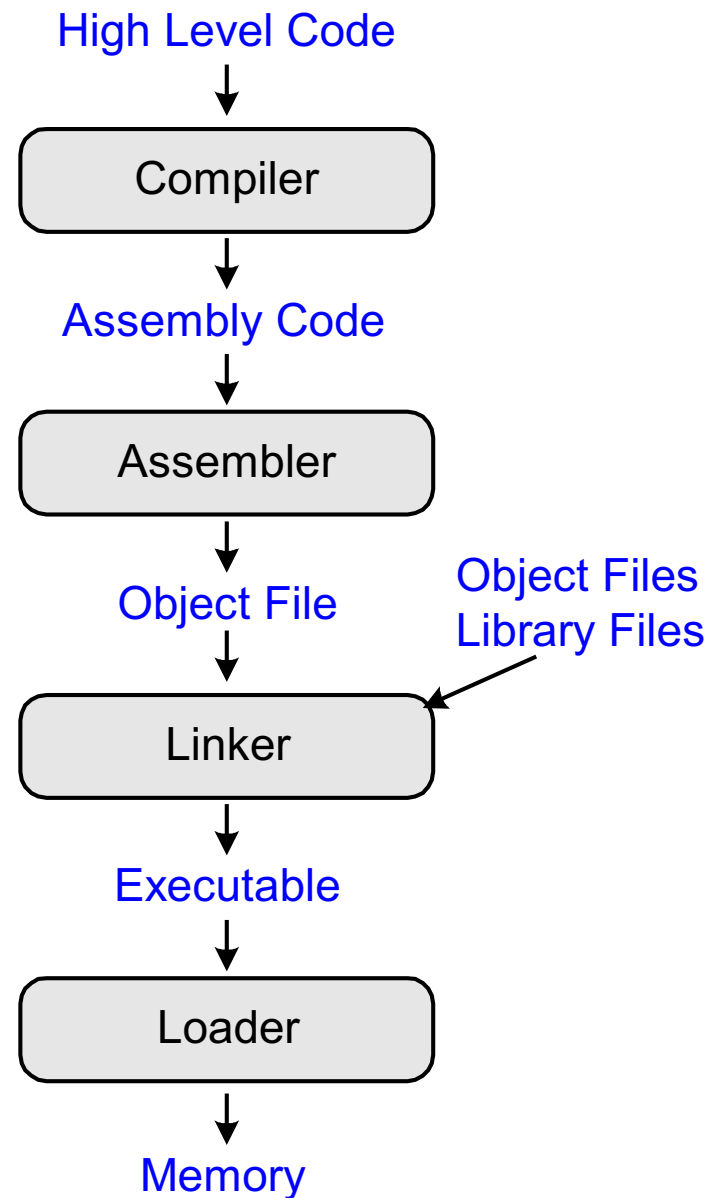 High Level Code
Compiler
Assembly Code
Assembler
Object File
Object Files
Library Files
Linker
Executable
Loader
Memory